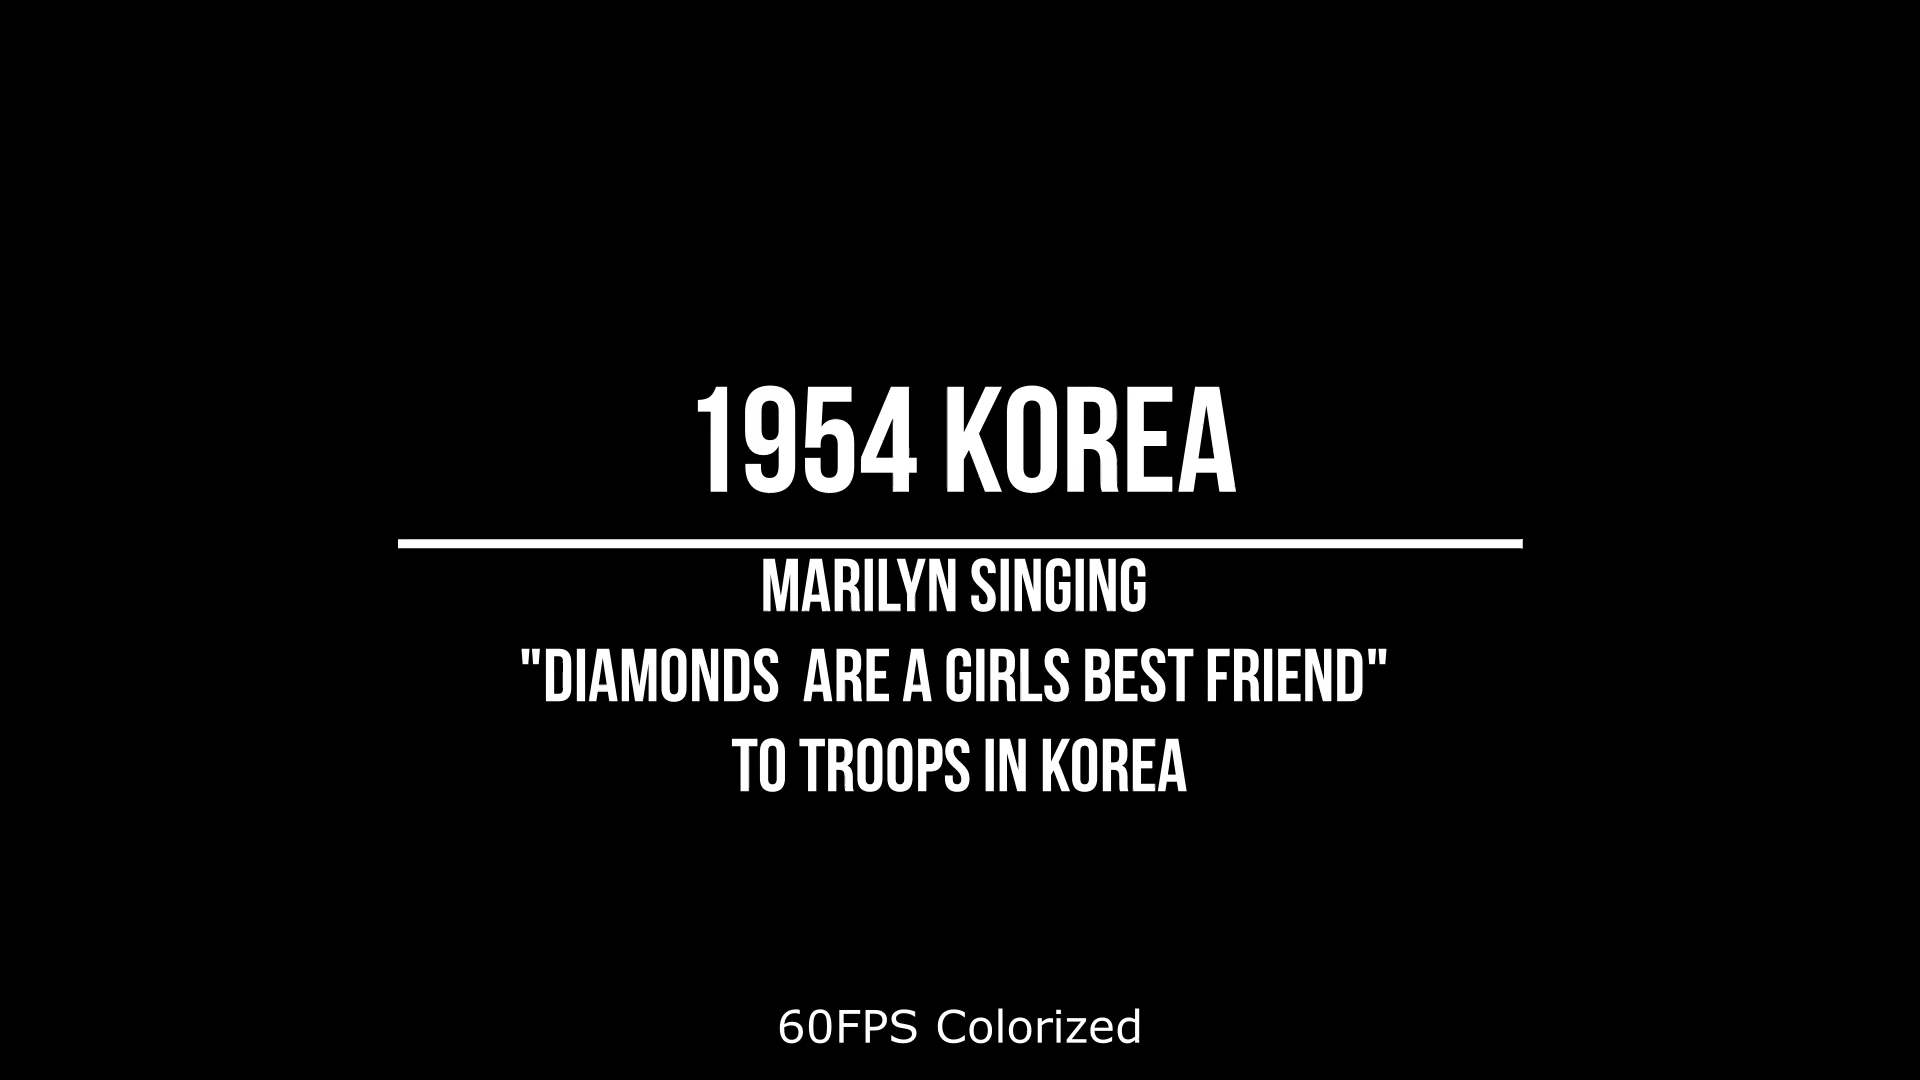 1954 KOREA
MARILYN SINGING
"DIAMONDS  ARE A GIRLS BEST FRIEND"
TO TROOPS IN KOREA
60FPS Colorized